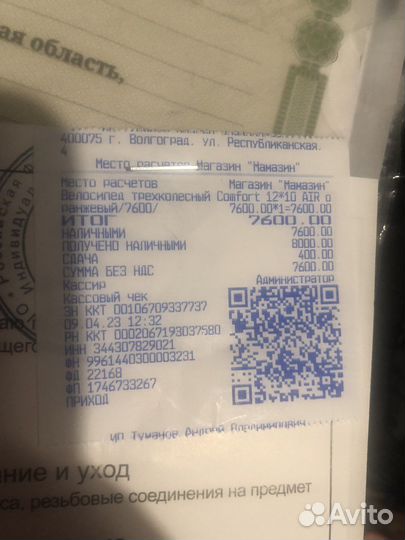 ая область,
400075 г. Волгоград. ул. Республиканская.
4
Место расчетов Магазин "Мамазин"
Место расчетов Магазин "Мамазин"
Велосипед трехколесный Comfort 12*10 AIR о
ранжевый/7600/ 7600.00*1=7600.00
ИТОГ 7600.00
НАЛИЧНЫМИ 7600.00
ПОЛУЧЕНО НАЛИЧНЫМИ 8000.00
СДАЧА 400.00
СУММА БЕЗ НДС 7600.00
Кассир Администратор
Кассовый чек
ЗН ККТ 00106709337737
09.04.23 12:32
РН ККТ 0002067193037580
ИНН 344307829021
ФН 9961440300003231
ФД 22168
ФП 1746733267
ПРИХОД
ИП Туманов Андрей Владимирович
ание и уход
са, резьбовые соединения на предмет
Avito